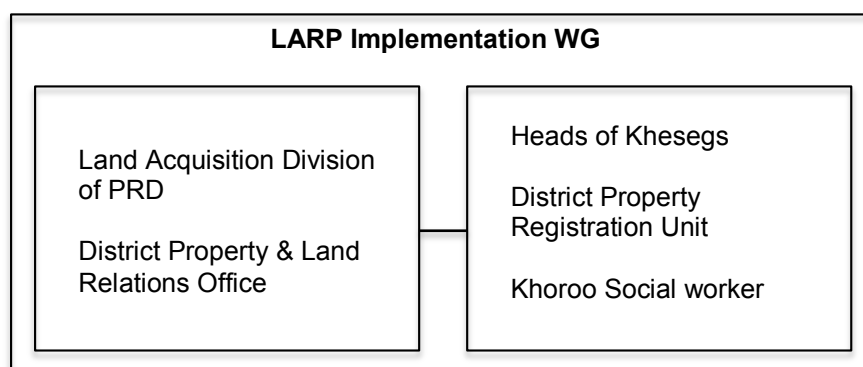 LARP Implementation WG
Land Acquisition Division
of PRD
District Property & Land
Relations Office
Heads of Khesegs
District Property
Registration Unit
Khoroo Social worker